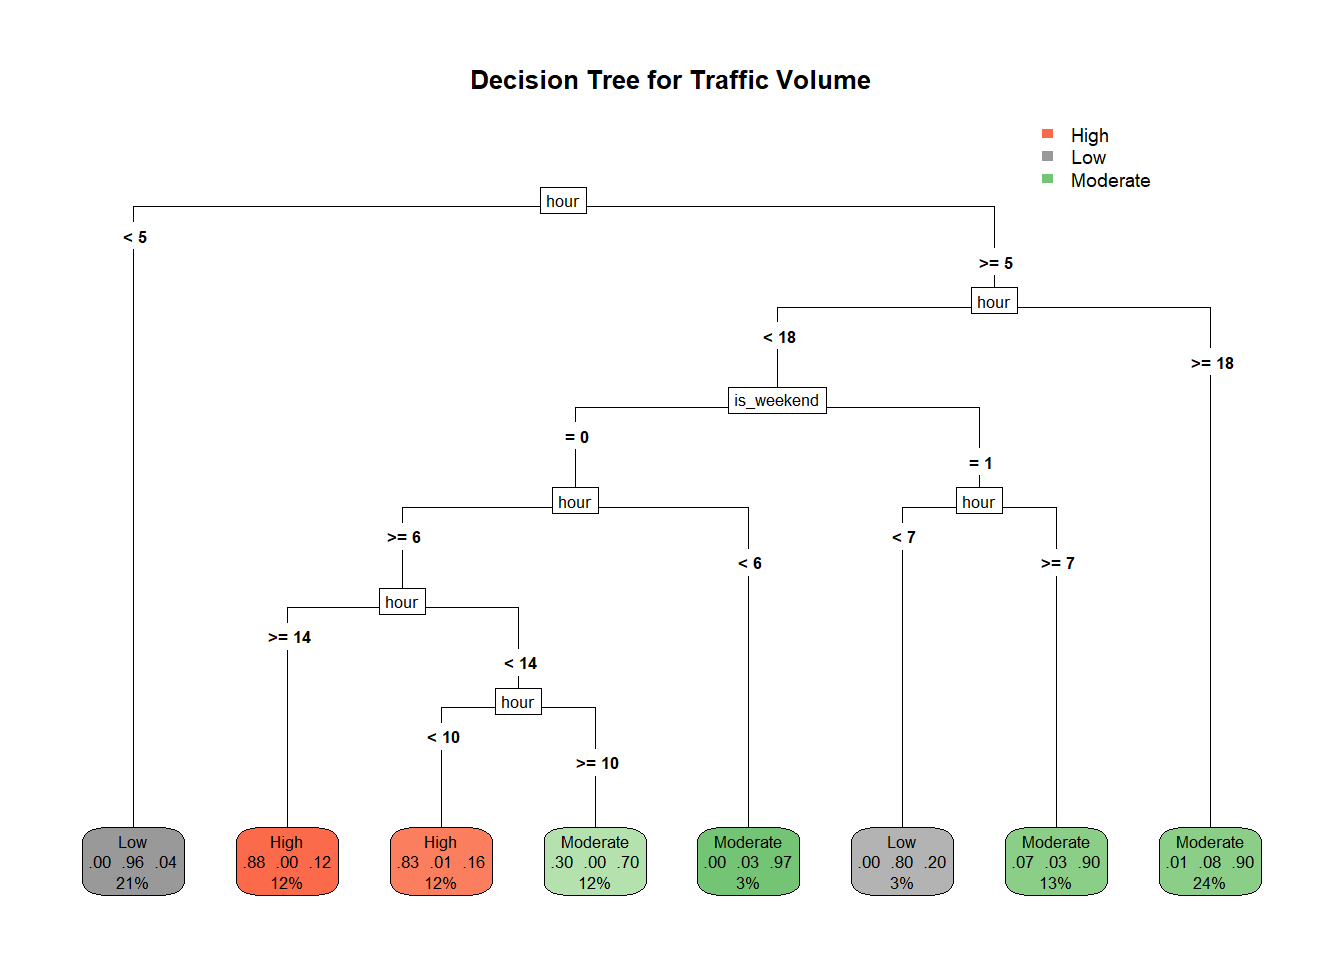 Decision Tree for Traffic Volume
High
Low
Moderate
hour
< 5
>= 5
hour
< 18
>= 18
is_weekend
= 0
= 1
hour
hour
>= 6
< 6
< 7
>= 7
hour
>= 14
< 14
hour
< 10
>= 10
Low
.00 .96 .04
21%
High
.88 .00 .12
12%
High
.83 .01 .16
12%
Moderate
.30 .00 .70
12%
Moderate
.00 .03 .97
3%
Low
.00 .80 .20
3%
Moderate
.07 .03 .90
13%
Moderate
.01 .08 .90
24%